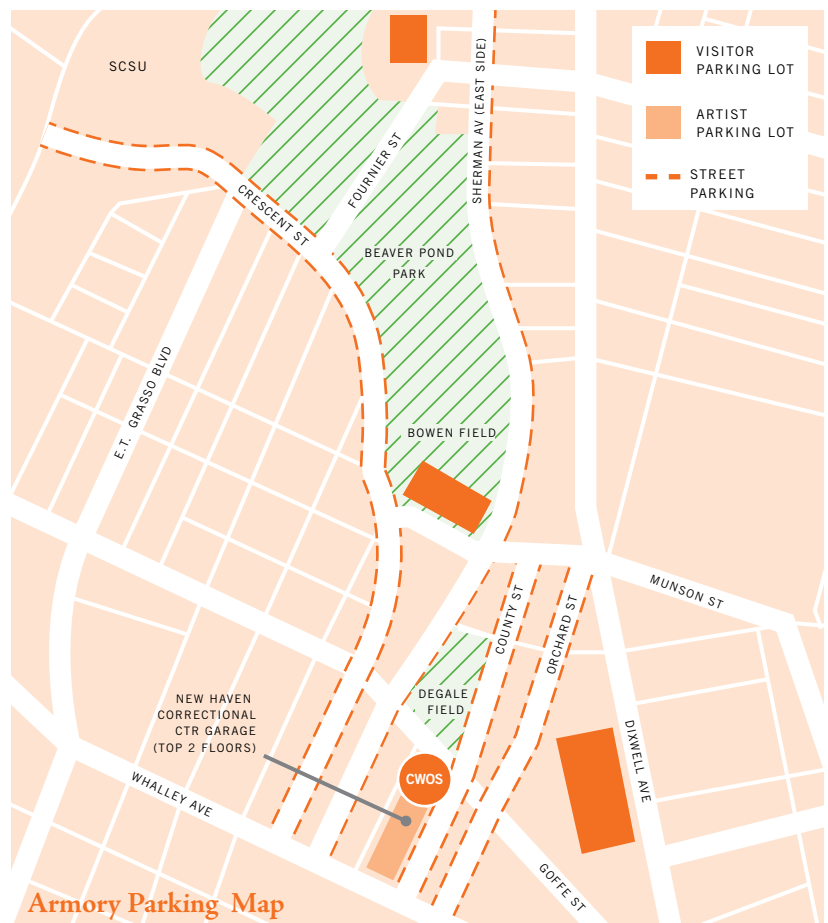 SCSU
VISITOR
PARKING LOT
ARTIST
PARKING LOT
STREET
PARKING
SHERMAN AV (EAST SIDE)
FOURNIER ST
CRESCENT ST
BEAVER POND
PARK
E.T. GRASSO BLVD
BOWEN FIELD
MUNSON ST
COUNTY ST
ORCHARD ST
DEGALE
FIELD
NEW HAVEN
CORRECTIONAL
CTR GARAGE
(TOP 2 FLOORS)
CWOS
DIXWELL AVE
WHALLEY AVE
GOFFE ST
Armory Parking Map